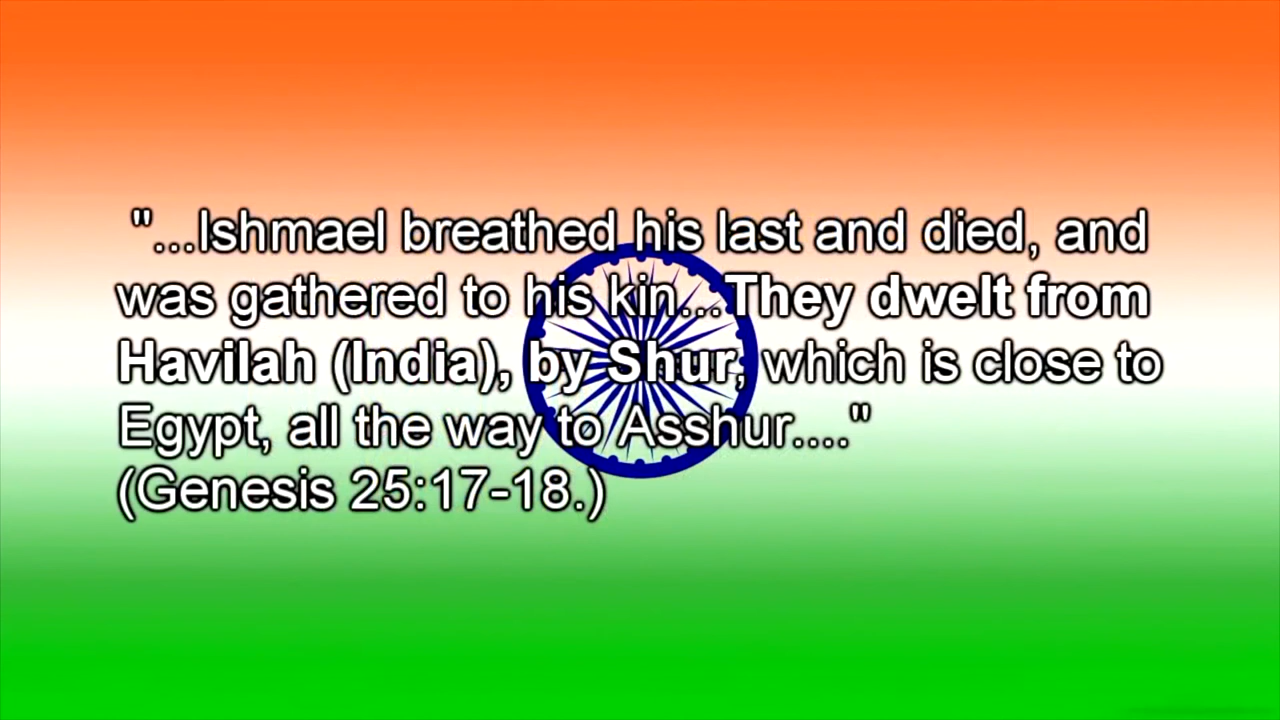 "...Ishmael breathed his last and died, and
was gathered to his kin...They dwelt from
Havilah (India), by Shur, which is close to
Egypt, all the way to Asshur...."
(Genesis 25:17-18.)